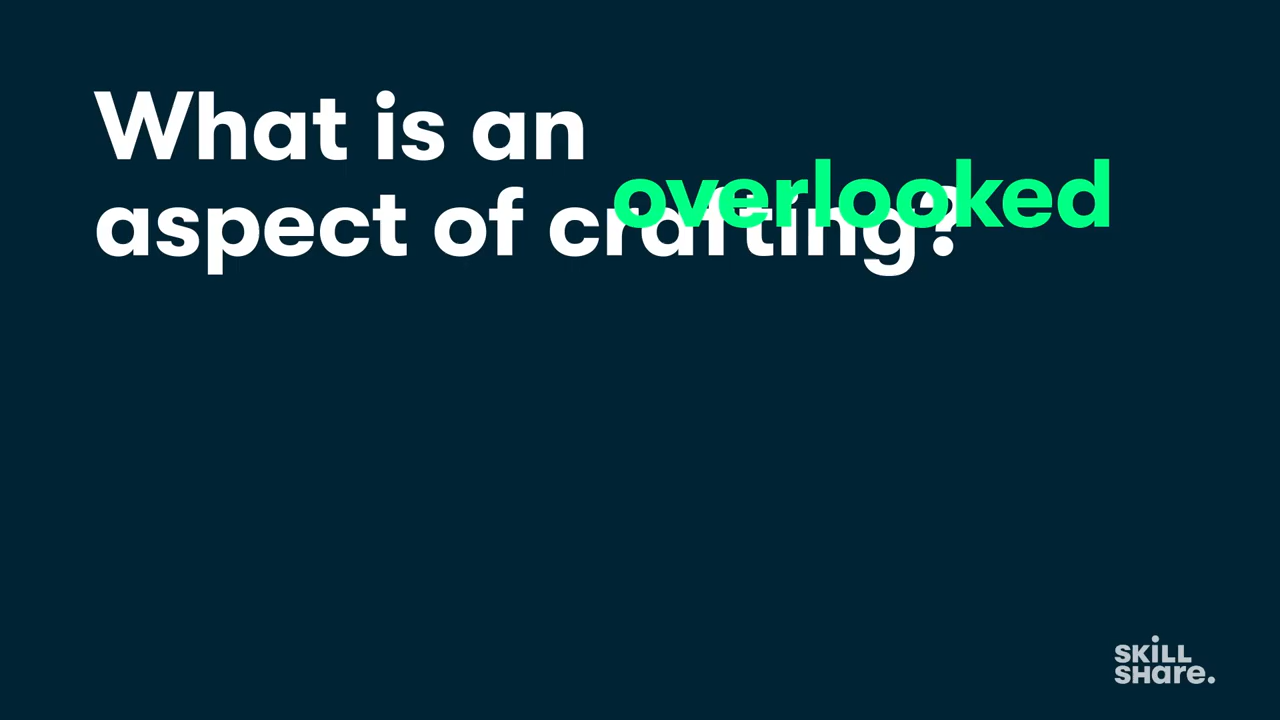 What is an
overlooked
aspect of crafting?
SKiLL
SHare.